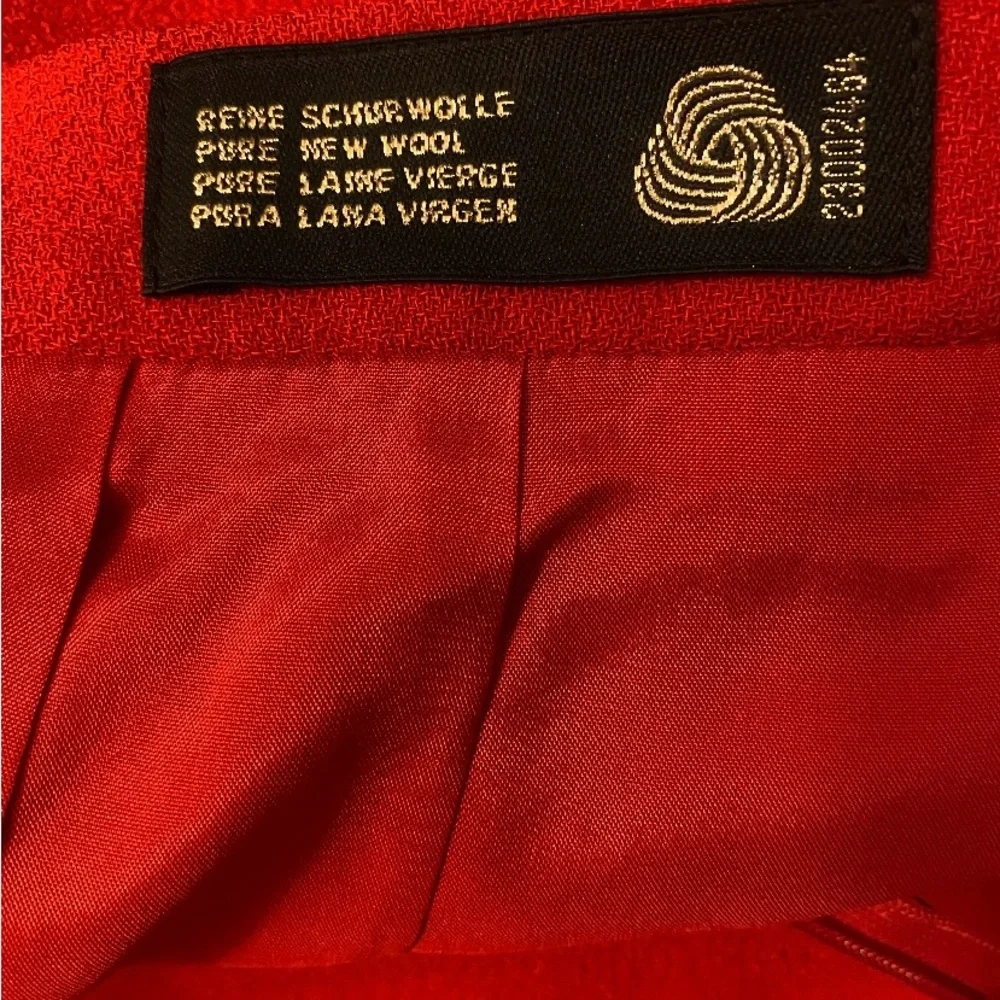 REINE SCHURWOLLE
PURE NEW WOOL
PURE LAINE VIERGE
PURA LANA VIRGEN
23002464